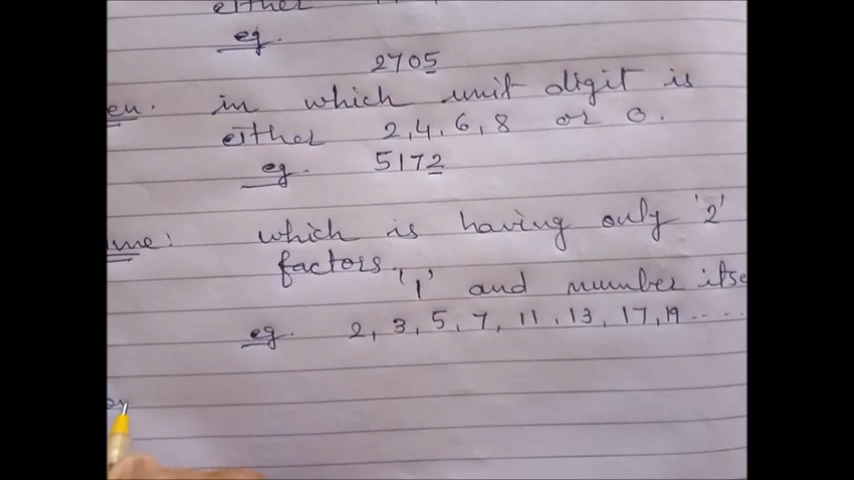 either
eg.
2705
en. in which unit digit is
either 2, 4, 6, 8 or 0.
eg. 5172
me: which is having only '2'
factors.
'1' and number itse
eg. 2, 3, 5, 7, 11, 13, 17, 19 ....